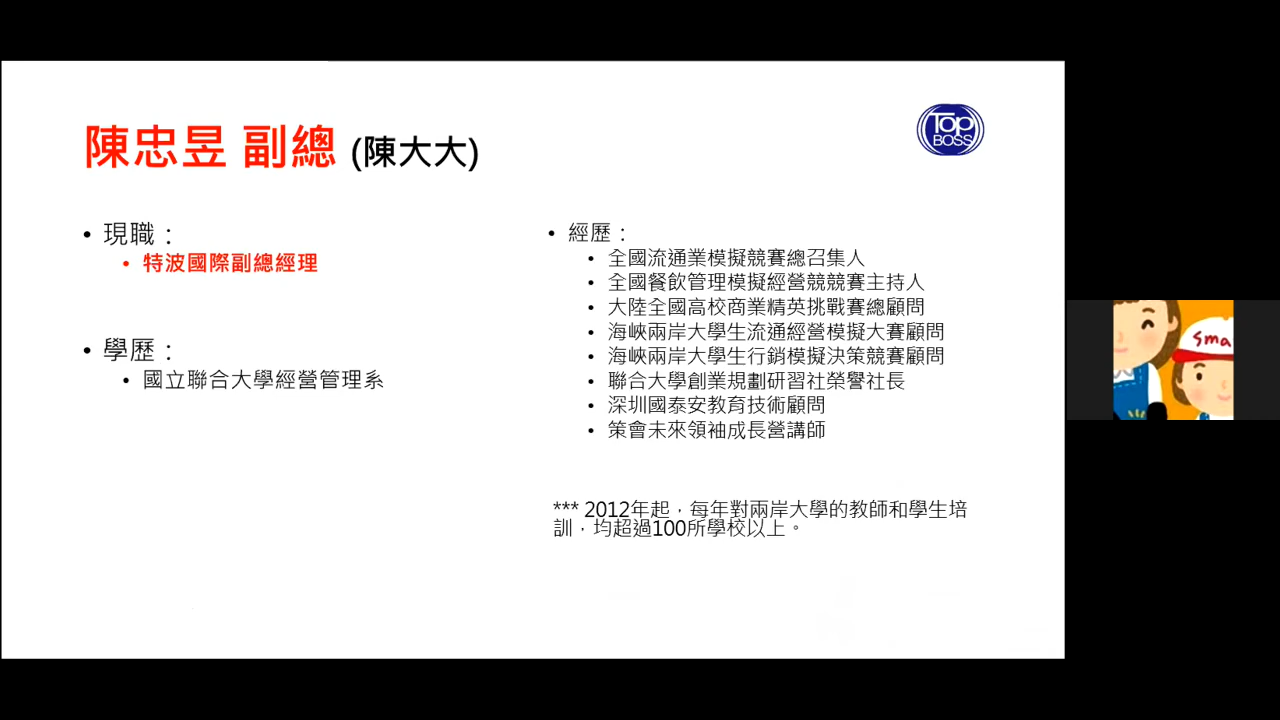 陳忠昱 副總 (陳大大)
Top
BOSS
• 現職：
• 特波國際副總經理
• 學歷：
• 國立聯合大學經營管理系
• 經歷：
• 全國流通業模擬競賽總召集人
• 全國餐飲管理模擬經營競競賽主持人
• 大陸全國高校商業精英挑戰賽總顧問
• 海峽兩岸大學生流通經營模擬大賽顧問
• 海峽兩岸大學生行銷模擬決策競賽顧問
• 聯合大學創業規劃研習社榮譽社長
• 深圳國泰安教育技術顧問
• 策會未來領袖成長營講師
*** 2012年起，每年對兩岸大學的教師和學生培
訓，均超過100所學校以上。
sma